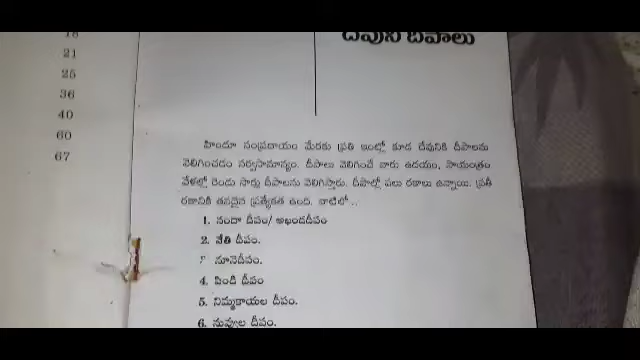 18
21
25
36
40
60
67
దేవుని దీపాలు
హిందూ సంప్రదాయం మేరకు ప్రతి ఇంట్లో కూడ దేవునికి దీపాలను
వెలిగించడం సర్వసామాన్యం. దీపాలు వెలిగించే వారు ఉదయం, సాయంత్రం
వేళల్లో రెండు సార్లు దీపాలను వెలిగిస్తారు. దీపాల్లో పలు రకాలు ఉన్నాయి. ప్రతీ
రకానికి తనదైన ప్రత్యేకత ఉంది. వాటిలో . .
1. నందా దీపం/ అఖండదీపం
2. నేతి దీపం.
నూనెదీపం.
4. పిండి దీపం
5. నిమ్మకాయల దీపం.
6. నువ్వుల దీపం.